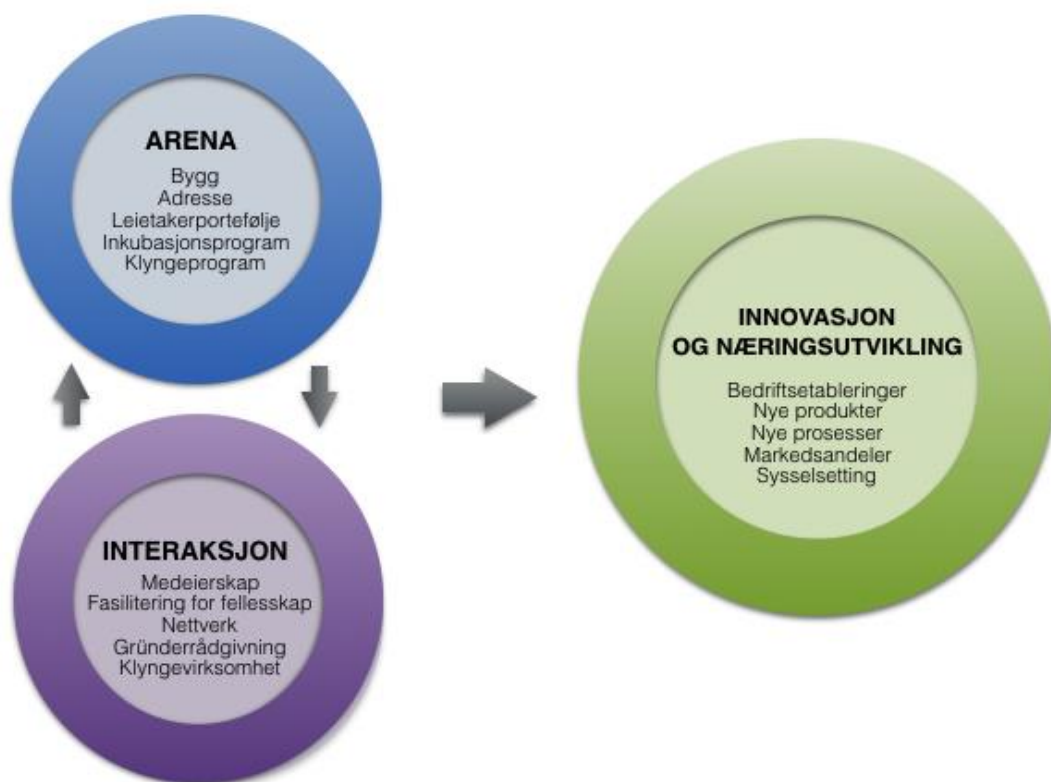 ARENA
Bygg
Adresse
Leietakerportefølje
Inkubasjonsprogram
Klyngeprogram
INTERAKSJON
Medeierskap
Fasilitering for fellesskap
Nettverk
Gründerrådgivning
Klyngevirksomhet
INNOVASJON
OG NÆRINGSUTVIKLING
Bedriftsetableringer
Nye produkter
Nye prosesser
Markedsandeler
Sysselsetting